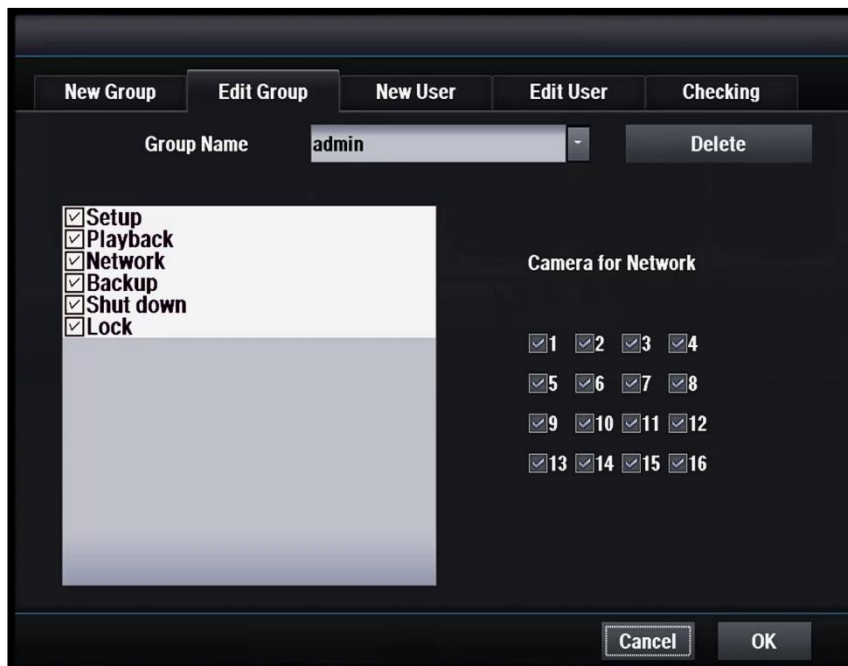 New Group Edit Group New User Edit User Checking
Group Name admin Delete
Setup
Playback
Network
Backup
Shut down
Lock
Camera for Network
1 2 3 4
5 6 7 8
9 10 11 12
13 14 15 16
Cancel OK